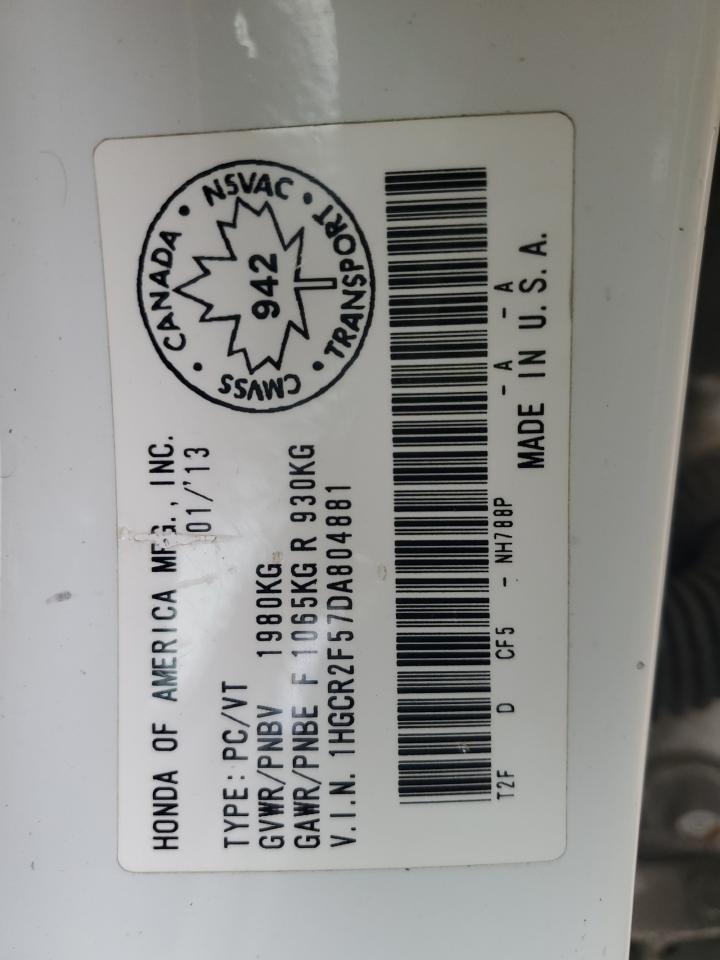 HONDA OF AMERICA MFG., INC.
01/'13
TYPE: PC/VT
GVWR/PNBV 1980KG
GAWR/PNBE F 1065KG R 930KG
V.I.N. 1HGCR2F57DA804881
CANADA • NSVAC • TRANSPORT • CMVSS •
942
T2F D CF5 - NH788P - A - A
MADE IN U.S.A.